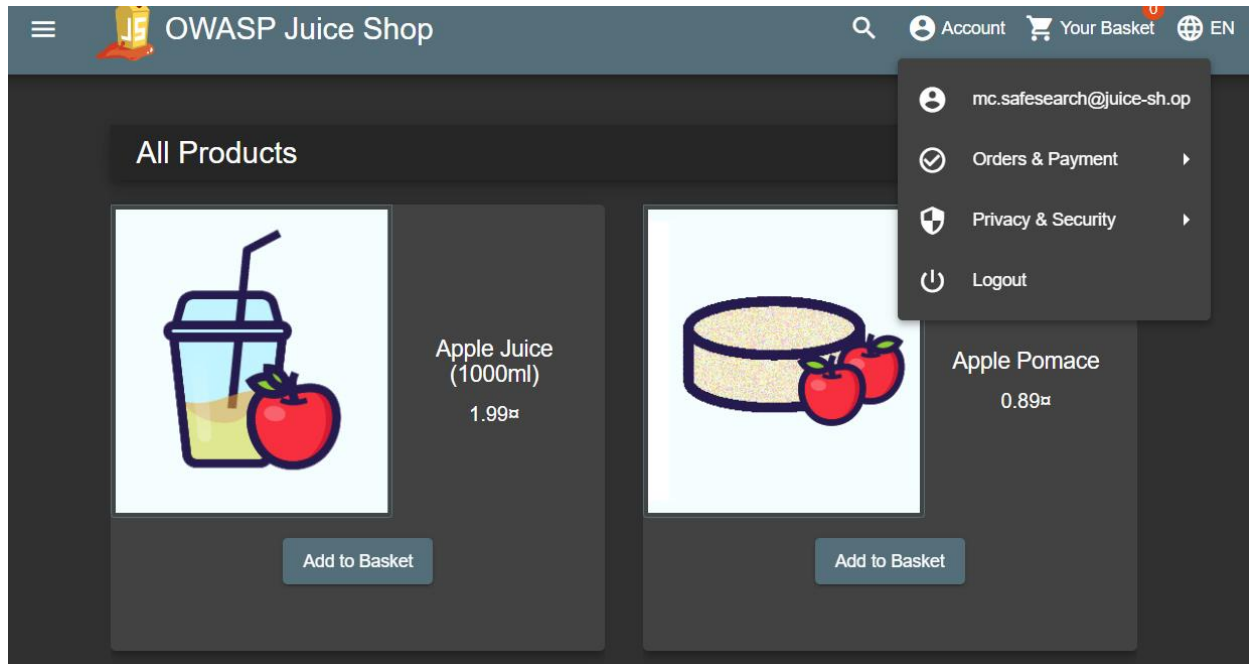 JS OWASP Juice Shop
Account
0
Your Basket
EN
mc.safesearch@juice-sh.op
Orders & Payment
Privacy & Security
Logout
All Products
Apple Juice
(1000ml)
1.99¤
Add to Basket
Apple Pomace
0.89¤
Add to Basket